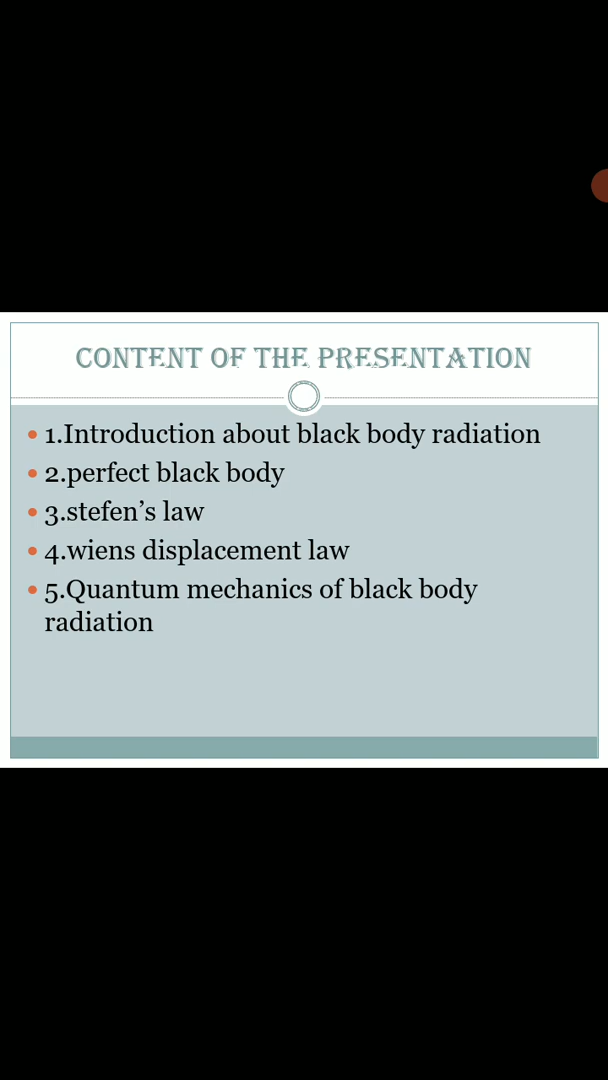 CONTENT OF THE PRESENTATION
1.Introduction about black body radiation
2.perfect black body
3.stefen’s law
4.wiens displacement law
5.Quantum mechanics of black body
radiation